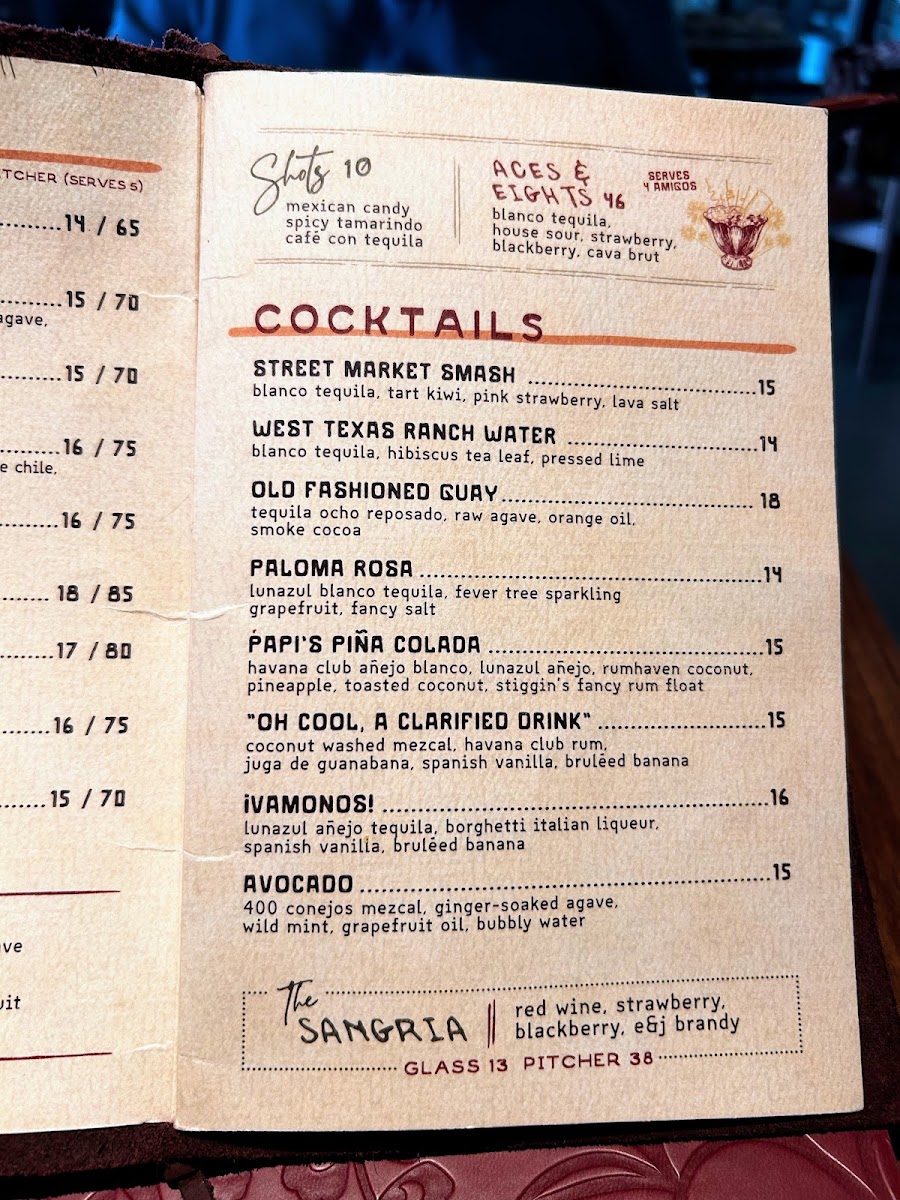 TCHER (SERVES 5)
14 / 65
15 / 70
agave,
15 / 70
16 / 75
e chile,
16 / 75
18 / 85
17 / 80
16 / 75
15 / 70
ave
uit
Shots 10
mexican candy
spicy tamarindo
café con tequila
ACES &
EIGHTS 46
SERVES
4 AMIGOS
blanco tequila,
house sour, strawberry,
blackberry, cava brut
COCKTAILS
STREET MARKET SMASH ........ 15
blanco tequila, tart kiwi, pink strawberry, lava salt
WEST TEXAS RANCH WATER ........ 14
blanco tequila, hibiscus tea leaf, pressed lime
OLD FASHIONED GUAY ........ 18
tequila ocho reposado, raw agave, orange oil,
smoke cocoa
PALOMA ROSA ........ 14
lunazul blanco tequila, fever tree sparkling
grapefruit, fancy salt
PAPI'S PIÑA COLADA ........ 15
havana club añejo blanco, lunazul añejo, rumhaven coconut,
pineapple, toasted coconut, stiggin's fancy rum float
"OH COOL, A CLARIFIED DRINK" ........ 15
coconut washed mezcal, havana club rum,
juga de guanabana, spanish vanilla, bruléed banana
¡VAMONOS! ........ 16
lunazul añejo tequila, borghetti italian liqueur,
spanish vanilla, bruléed banana
AVOCADO ........ 15
400 conejos mezcal, ginger-soaked agave,
wild mint, grapefruit oil, bubbly water
The
SANGRIA
red wine, strawberry,
blackberry, e&j brandy
GLASS 13 PITCHER 38